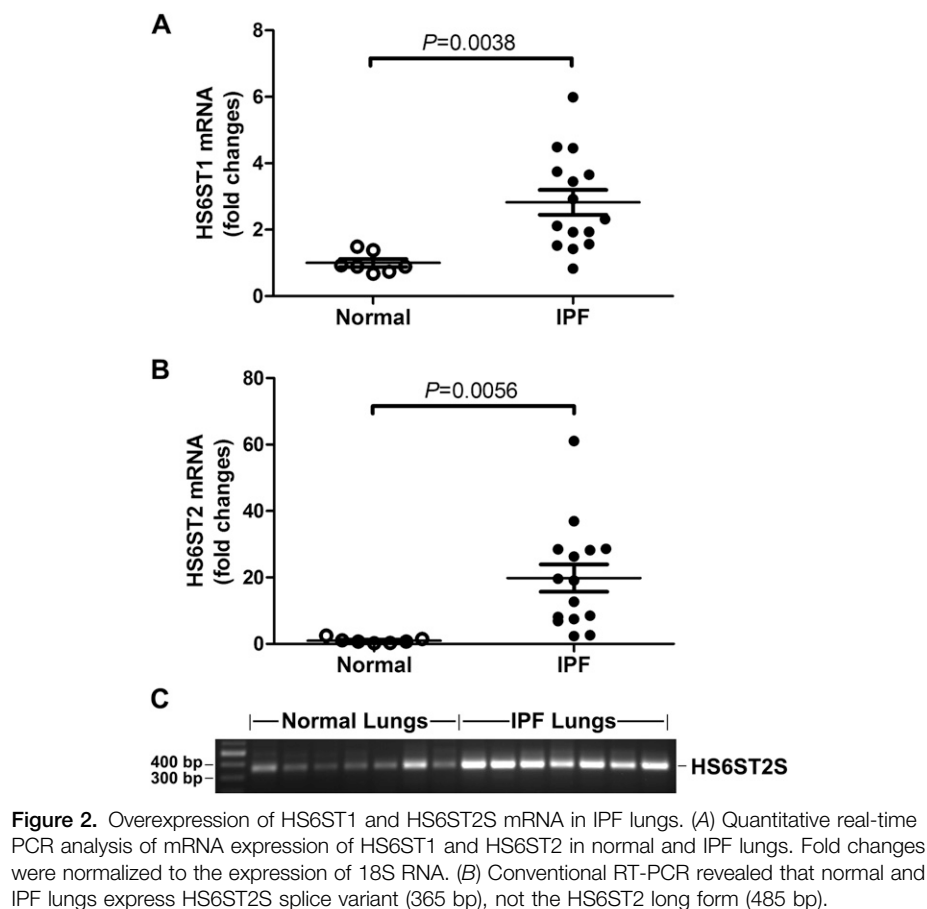 A
8
P=0.0038
6
4
2
0
HS6ST1 mRNA
(fold changes)
Normal
IPF
B
80
P=0.0056
60
40
20
0
HS6ST2 mRNA
(fold changes)
Normal
IPF
C
|—Normal Lungs—|—IPF Lungs—|
400 bp–
300 bp–
–HS6ST2S
Figure 2. Overexpression of HS6ST1 and HS6ST2S mRNA in IPF lungs. (A) Quantitative real-time
PCR analysis of mRNA expression of HS6ST1 and HS6ST2 in normal and IPF lungs. Fold changes
were normalized to the expression of 18S RNA. (B) Conventional RT-PCR revealed that normal and
IPF lungs express HS6ST2S splice variant (365 bp), not the HS6ST2 long form (485 bp).